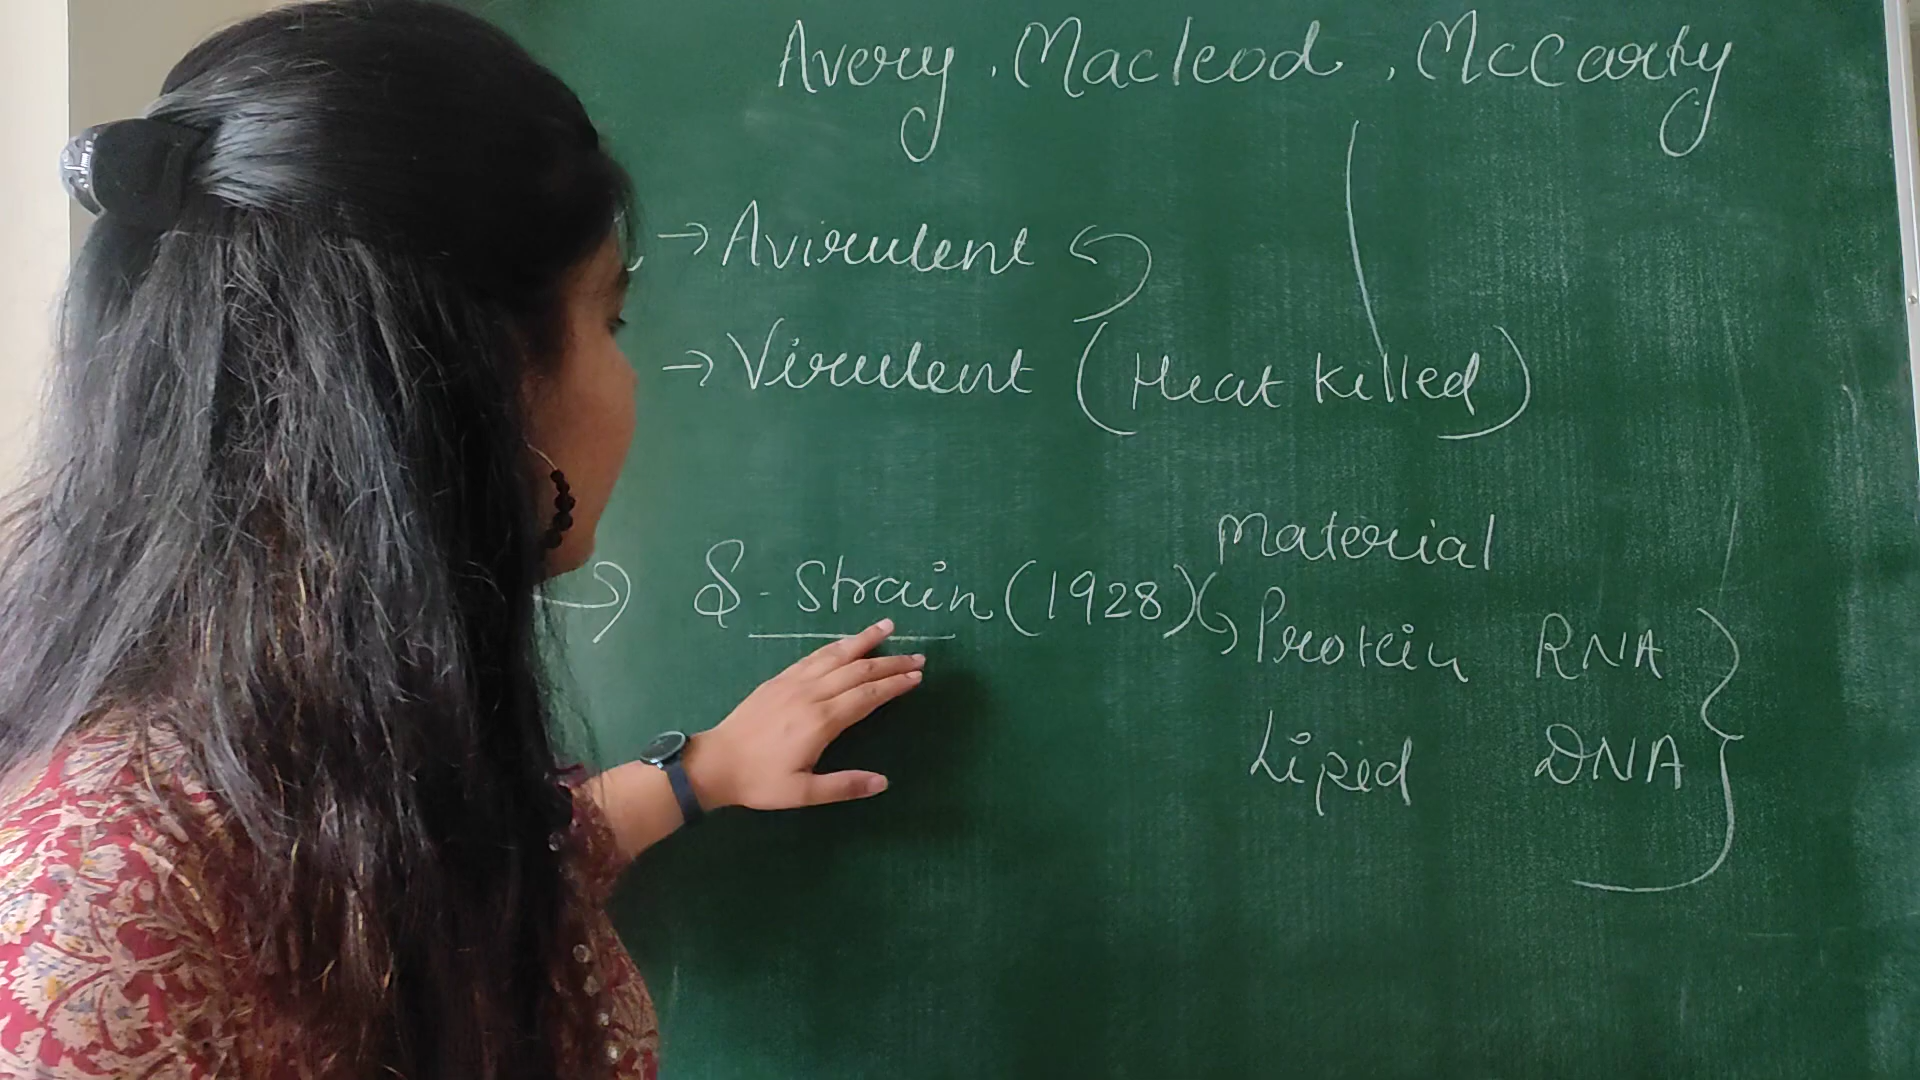 Avery, Macleod, McCarty
→ Avirulent
→ Virulent (Heat Killed)
Material
→ S-Strain (1928)
Protein RNA
Lipid DNA